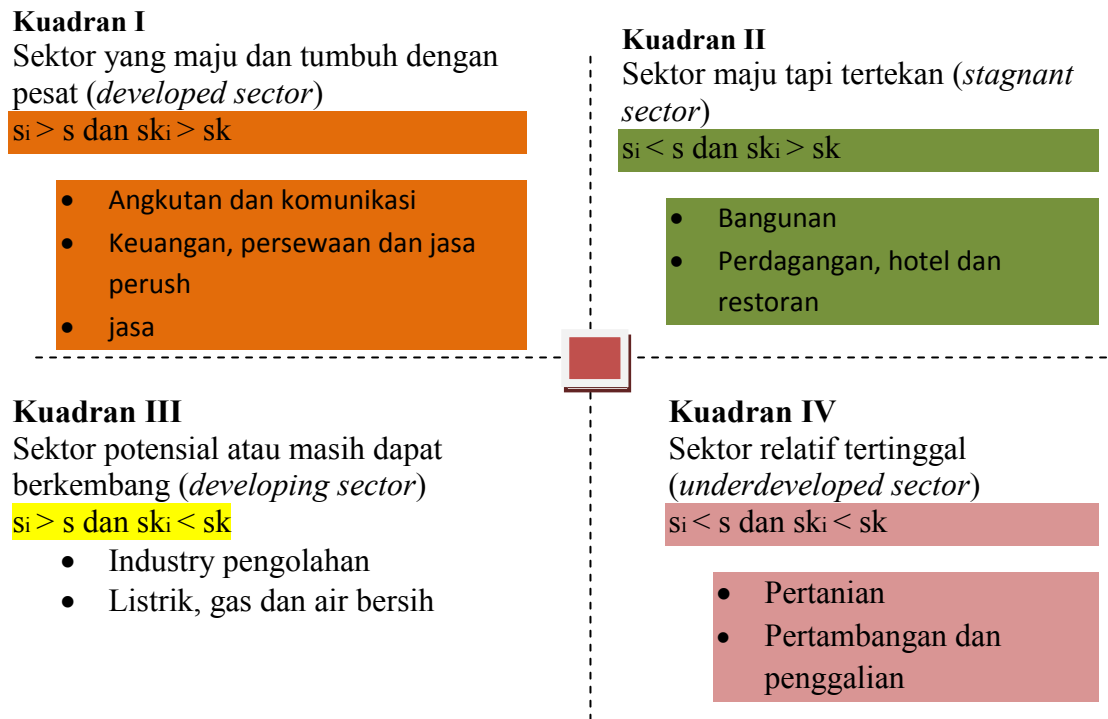 Kuadran I
Sektor yang maju dan tumbuh dengan
pesat (developed sector)
si > s dan ski > sk
• Angkutan dan komunikasi
• Keuangan, persewaan dan jasa
perush
• jasa
Kuadran II
Sektor maju tapi tertekan (stagnant
sector)
si < s dan ski > sk
• Bangunan
• Perdagangan, hotel dan
restoran
Kuadran III
Sektor potensial atau masih dapat
berkembang (developing sector)
si > s dan ski < sk
• Industry pengolahan
• Listrik, gas dan air bersih
Kuadran IV
Sektor relatif tertinggal
(underdeveloped sector)
si < s dan ski < sk
• Pertanian
• Pertambangan dan
penggalian